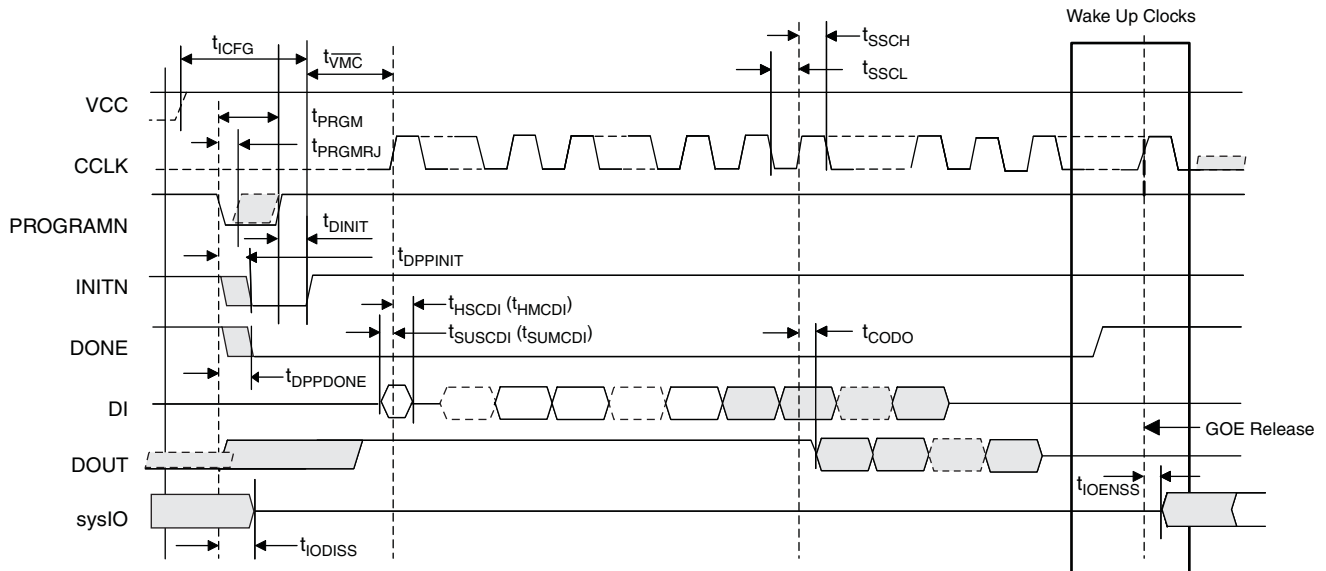 Wake Up Clocks
tICFG
tVMC
tSSCH
tSSCL
VCC
tPRGM
tPRGMRJ
CCLK
PROGRAMN
tDINIT
tDPPINIT
INITN
tHSCDI (tHMCDI)
tSUSCDI (tSUMCDI)
tCODO
DONE
tDPPDONE
DI
GOE Release
DOUT
tIOENSS
sysIO
tIODISS